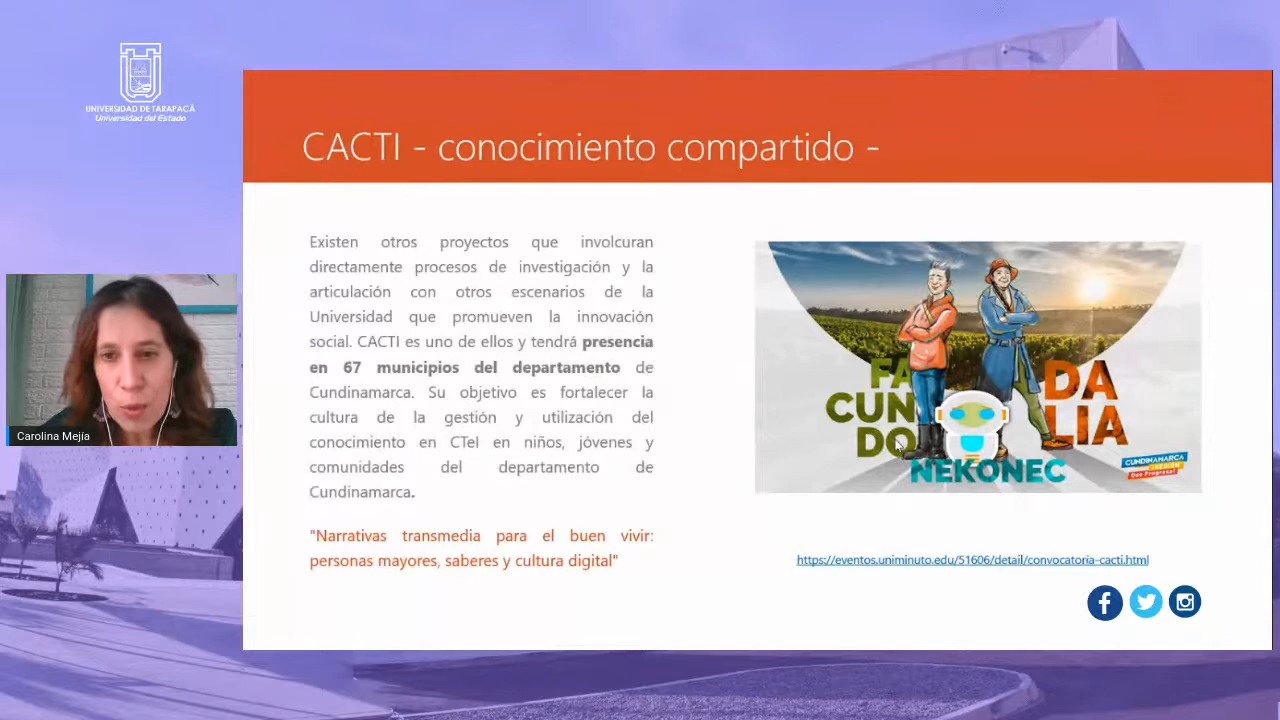 UNIVERSIDAD DE TARAPACÁ
Universidad del Estado
CACTI - conocimiento compartido -
Existen otros proyectos que involcuran
directamente procesos de investigación y la
articulación con otros escenarios de la
Universidad que promueven la innovación
social. CACTI es uno de ellos y tendrá presencia
en 67 municipios del departamento de
Cundinamarca. Su objetivo es fortalecer la
cultura de la gestión y utilización del
conocimiento en CTeI en niños, jóvenes y
comunidades del departamento de
Cundinamarca.
"Narrativas transmedia para el buen vivir:
personas mayores, saberes y cultura digital"
FA
CUN
DO
DA
LIA
NEKONEC
CUNDINAMARCA
¡REGIÓN
Que Progresa!
https://eventos.uniminuto.edu/51606/detail/convocatoria-cacti.html
Carolina Mejía